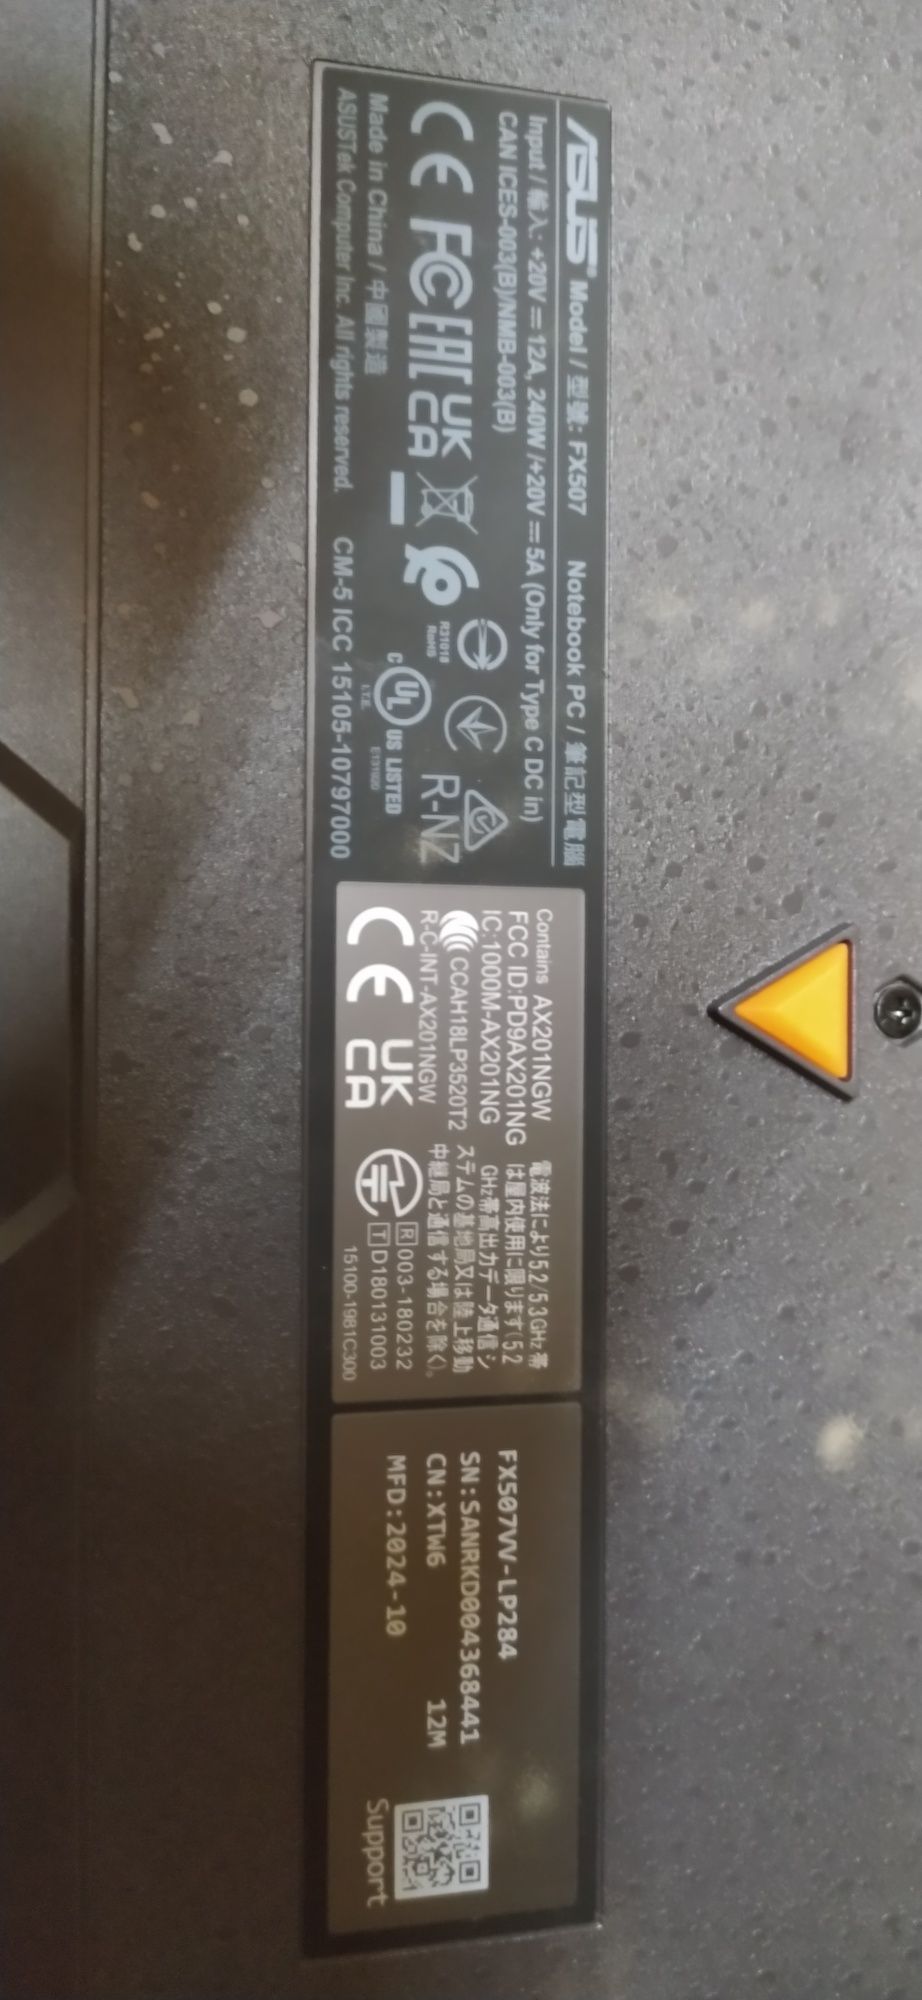 ASUS Model / 型號: FX507 Notebook PC / 筆記型電腦
Input / 輸入: +20V ⎓ 12A, 240W /+20V ⎓ 5A (Only for Type C DC in)
CAN ICES-003(B)/NMB-003(B)
CE FC EAC UK CA
R31018
RoHS
R-NZ
C UL US LISTED
I.T.E.
E131920
Made in China / 中國製造
ASUSTek Computer Inc. All rights reserved. CM-5 ICC 15105-10797000
Contains AX201NGW
FCC ID:PD9AX201NG
IC:1000M-AX201NG
CCAH18LP3520T2
R-C-INT-AX201NGW
CE UK CA
電波法により5.2/5.3GHz帯
は屋内使用に限ります(5.2
GHz帯高出力データ通信シ
ステムの基地局又は陸上移動
中継局と通信する場合を除く)。
R 003-180232
T D180131003
15100-1981C300
FX507VV-LP284
SN:SANRKD004368441
CN:XTW6 12M
MFD:2024-10
Support